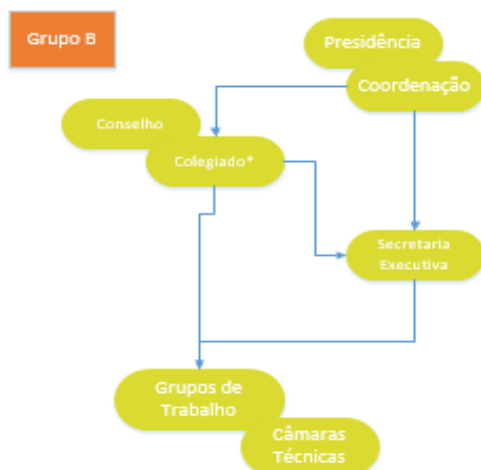 Grupo B
Presidência
Coordenação
Conselho
Colegiado*
Secretaria
Executiva
Grupos de
Trabalho
Câmaras
Técnicas